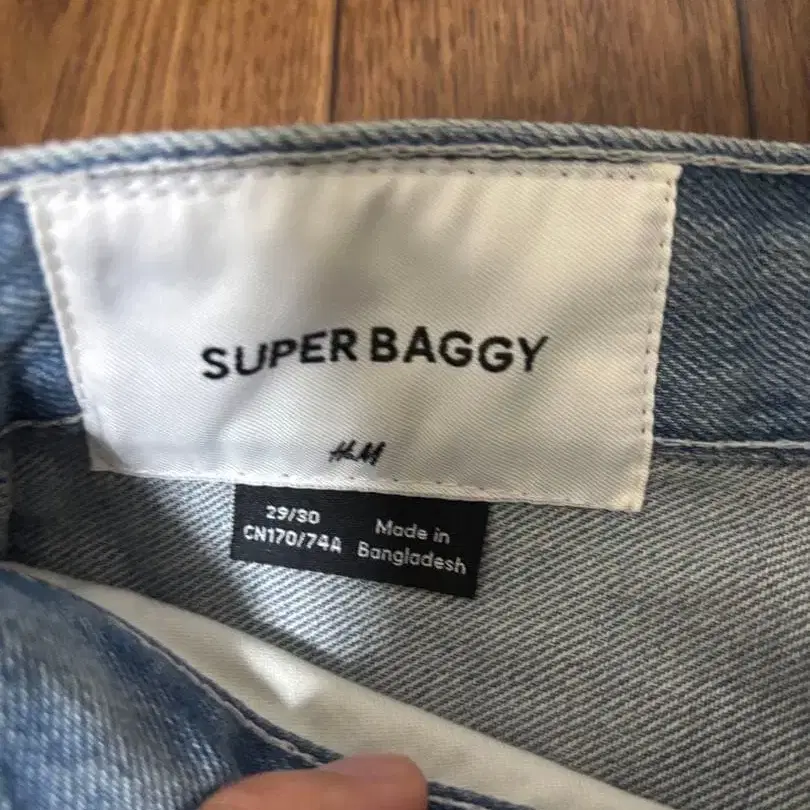 SUPER BAGGY
H&M
29/30
CN170/74A
Made in
Bangladesh